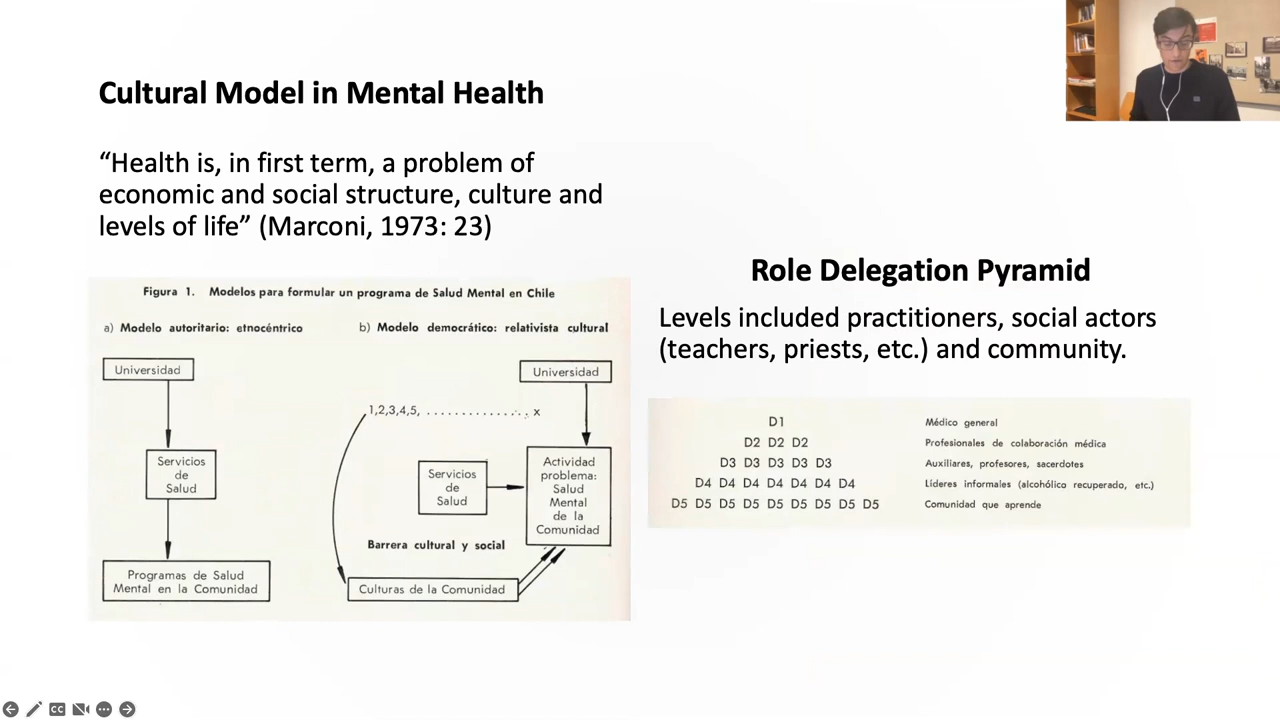 Cultural Model in Mental Health
“Health is, in first term, a problem of
economic and social structure, culture and
levels of life” (Marconi, 1973: 23)
Figura 1. Modelos para formular un programa de Salud Mental en Chile
a) Modelo autoritario: etnocéntrico
Universidad
Servicios
de
Salud
Programas de Salud
Mental en la Comunidad
b) Modelo democrático: relativista cultural
Universidad
1,2,3,4,5, . . . . . . . . . . . . . . . x
Servicios
de
Salud
Actividad
problema:
Salud
Mental
de la
Comunidad
Barrera cultural y social
Culturas de la Comunidad
Role Delegation Pyramid
Levels included practitioners, social actors
(teachers, priests, etc.) and community.
D1 Médico general
D2 D2 D2 Profesionales de colaboración médica
D3 D3 D3 D3 D3 Auxiliares, profesores, sacerdotes
D4 D4 D4 D4 D4 D4 D4 Líderes informales (alcohólico recuperado, etc.)
D5 D5 D5 D5 D5 D5 D5 D5 D5 Comunidad que aprende
CC